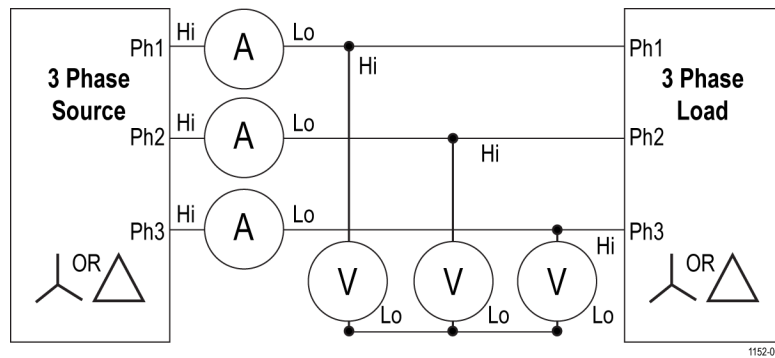 Ph1 Hi A Lo Ph1
Hi
3 Phase
Source
3 Phase
Load
Ph2 Hi A Lo Ph2
Hi
Ph3 Hi A Lo Ph3
Hi
OR
V Lo V Lo V Lo
OR
1152-0